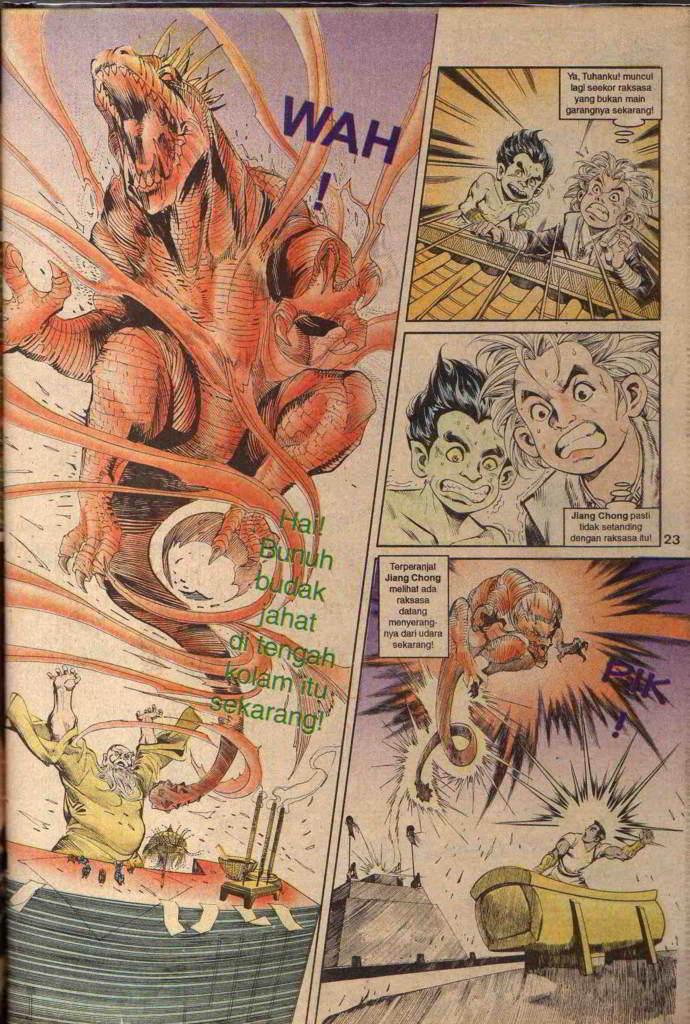 WAH
!
Hai!
Bunuh
budak
jahat
di tengah
kolam itu
sekarang!
Ya, Tuhanku! muncul
lagi seekor raksasa
yang bukan main
garangnya sekarang!
Jiang Chong pasti
tidak setanding
dengan raksasa itu!
23
Terperanjat
Jiang Chong
melihat ada
raksasa
datang
menyerang-
nya dari udara
sekarang!
PIK
!